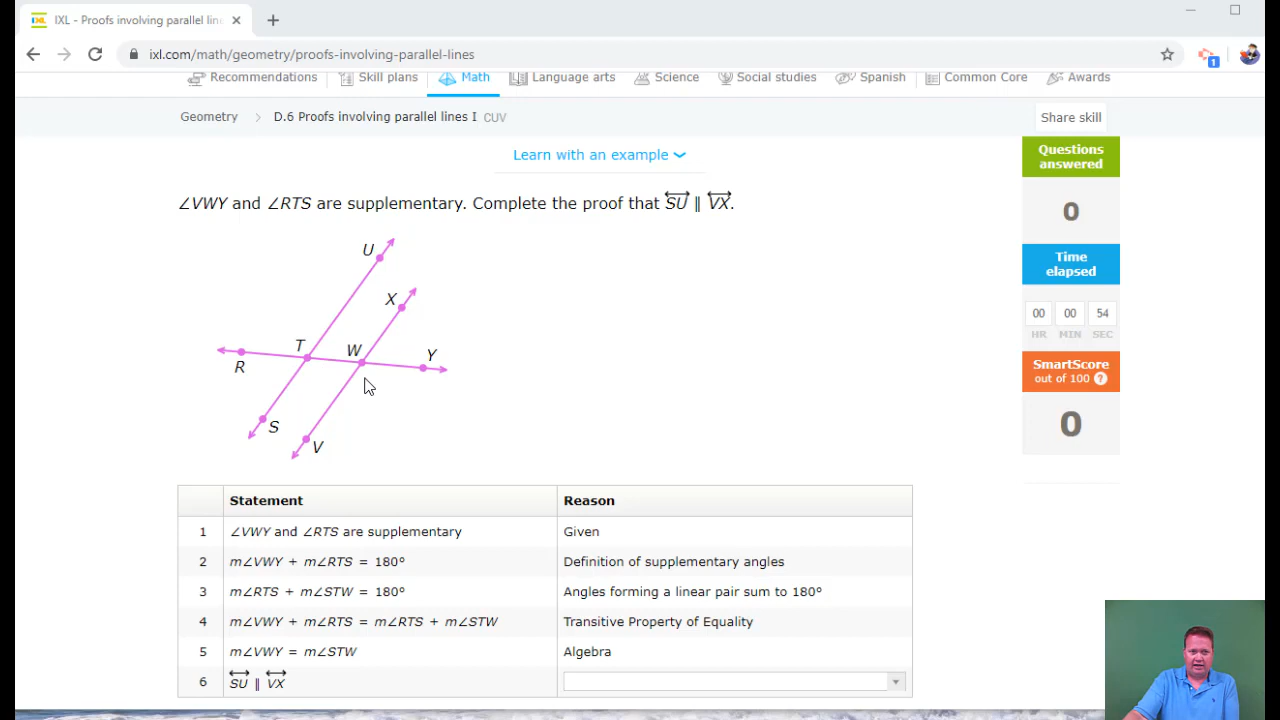 IXL - Proofs involving parallel line
ixl.com/math/geometry/proofs-involving-parallel-lines
1
Recommendations Skill plans Math Language arts Science Social studies Spanish Common Core Awards
Geometry > D.6 Proofs involving parallel lines I CUV
Share skill
Learn with an example
Questions answered
0
Time elapsed
00 00 54
HR MIN SEC
SmartScore
out of 100 ?
0
∠VWY and ∠RTS are supplementary. Complete the proof that SU ∥ VX.
U
X
T W Y
R
S
V
Statement Reason
1 ∠VWY and ∠RTS are supplementary Given
2 m∠VWY + m∠RTS = 180° Definition of supplementary angles
3 m∠RTS + m∠STW = 180° Angles forming a linear pair sum to 180°
4 m∠VWY + m∠RTS = m∠RTS + m∠STW Transitive Property of Equality
5 m∠VWY = m∠STW Algebra
6 SU ∥ VX